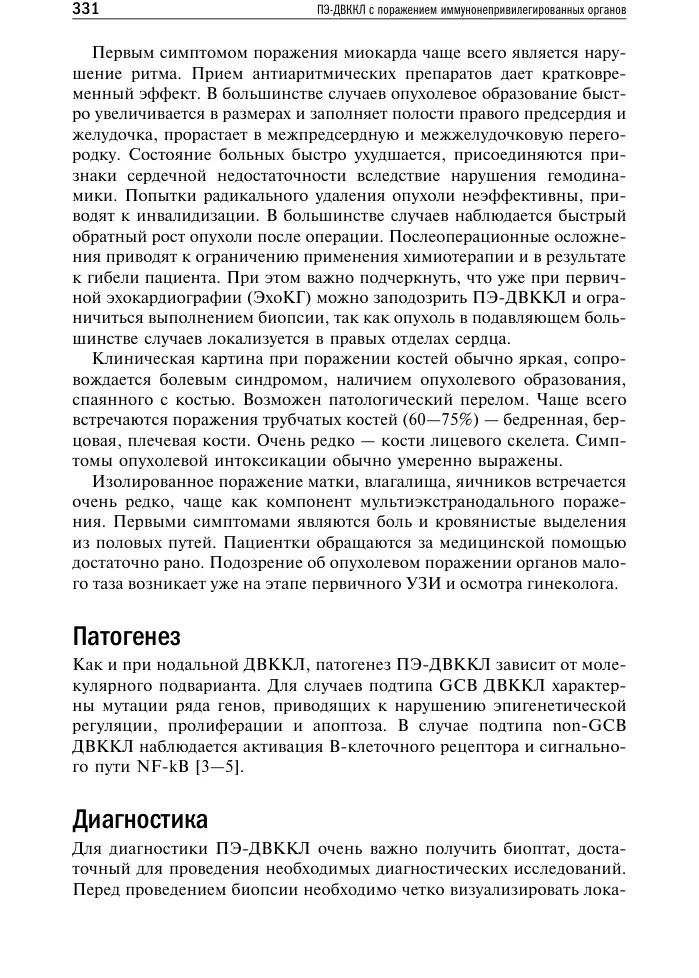 331
ПЭ-ДВККЛ с поражением иммунонепривилегированных органов
Первым симптомом поражения миокарда чаще всего является нару-
шение ритма. Прием антиаритмических препаратов дает кратковре-
менный эффект. В большинстве случаев опухолевое образование быст-
ро увеличивается в размерах и заполняет полости правого предсердия и
желудочка, прорастает в межпредсердную и межжелудочковую перего-
родку. Состояние больных быстро ухудшается, присоединяются при-
знаки сердечной недостаточности вследствие нарушения гемодина-
мики. Попытки радикального удаления опухоли неэффективны, при-
водят к инвалидизации. В большинстве случаев наблюдается быстрый
обратный рост опухоли после операции. Послеоперационные осложне-
ния приводят к ограничению применения химиотерапии и в результате
к гибели пациента. При этом важно подчеркнуть, что уже при первич-
ной эхокардиографии (ЭхоКГ) можно заподозрить ПЭ-ДВККЛ и огра-
ничиться выполнением биопсии, так как опухоль в подавляющем боль-
шинстве случаев локализуется в правых отделах сердца.
Клиническая картина при поражении костей обычно яркая, сопро-
вождается болевым синдромом, наличием опухолевого образования,
спаянного с костью. Возможен патологический перелом. Чаще всего
встречаются поражения трубчатых костей (60—75%) — бедренная, бер-
цовая, плечевая кости. Очень редко — кости лицевого скелета. Симп-
томы опухолевой интоксикации обычно умеренно выражены.
Изолированное поражение матки, влагалища, яичников встречается
очень редко, чаще как компонент мультиэкстранодального пораже-
ния. Первыми симптомами являются боль и кровянистые выделения
из половых путей. Пациентки обращаются за медицинской помощью
достаточно рано. Подозрение об опухолевом поражении органов мало-
го таза возникает уже на этапе первичного УЗИ и осмотра гинеколога.
Патогенез
Как и при нодальной ДВККЛ, патогенез ПЭ-ДВККЛ зависит от моле-
кулярного подварианта. Для случаев подтипа GCB ДВККЛ характер-
ны мутации ряда генов, приводящих к нарушению эпигенетической
регуляции, пролиферации и апоптоза. В случае подтипа non-GCB
ДВККЛ наблюдается активация В-клеточного рецептора и сигнально-
го пути NF-kB [3—5].
Диагностика
Для диагностики ПЭ-ДВККЛ очень важно получить биоптат, доста-
точный для проведения необходимых диагностических исследований.
Перед проведением биопсии необходимо четко визуализировать лока-